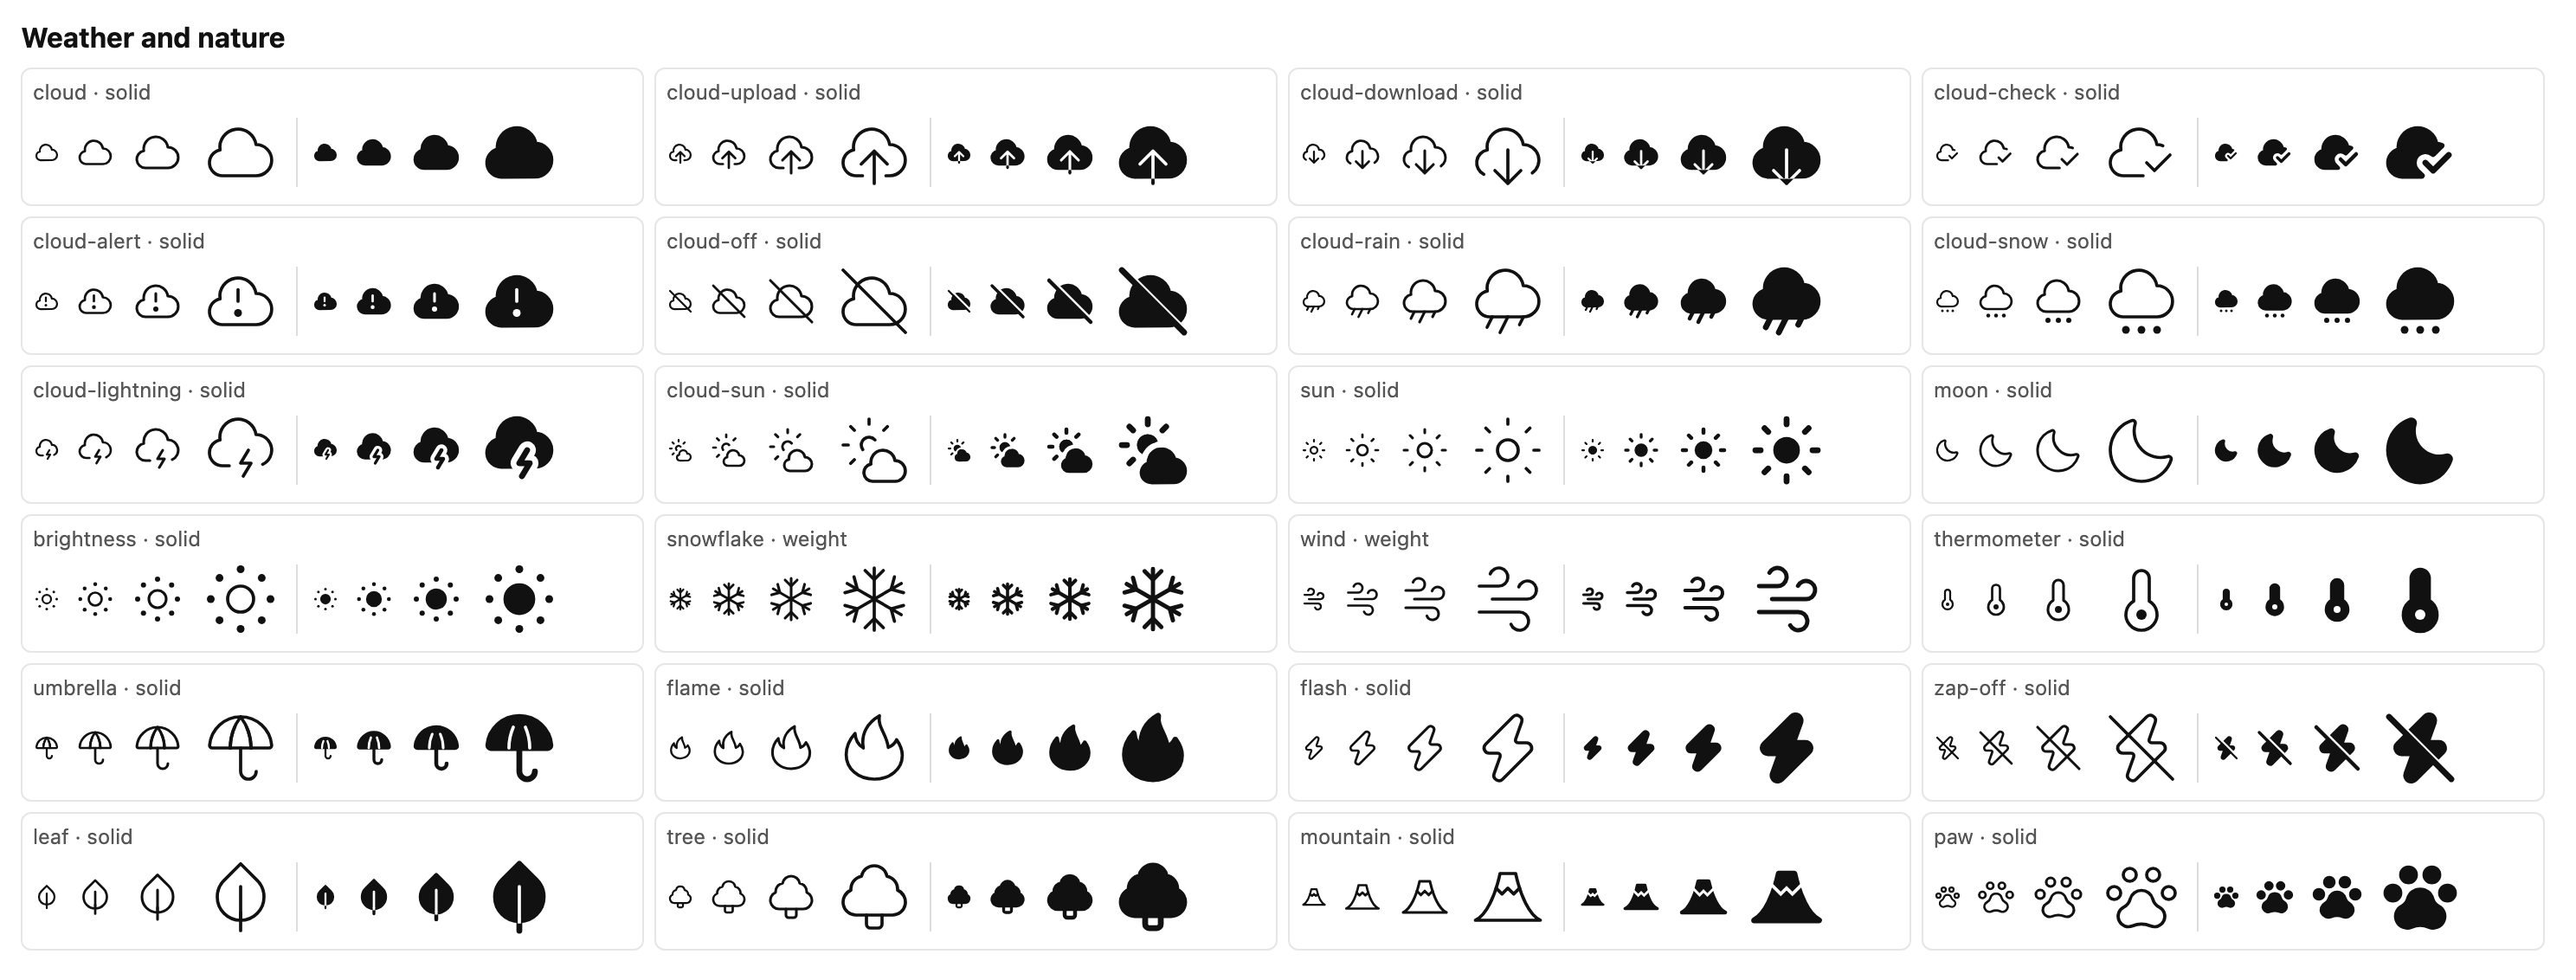 Weather and nature
cloud · solid
cloud-upload · solid
cloud-download · solid
cloud-check · solid
cloud-alert · solid
cloud-off · solid
cloud-rain · solid
cloud-snow · solid
cloud-lightning · solid
cloud-sun · solid
sun · solid
moon · solid
brightness · solid
snowflake · weight
wind · weight
thermometer · solid
umbrella · solid
flame · solid
flash · solid
zap-off · solid
leaf · solid
tree · solid
mountain · solid
paw · solid